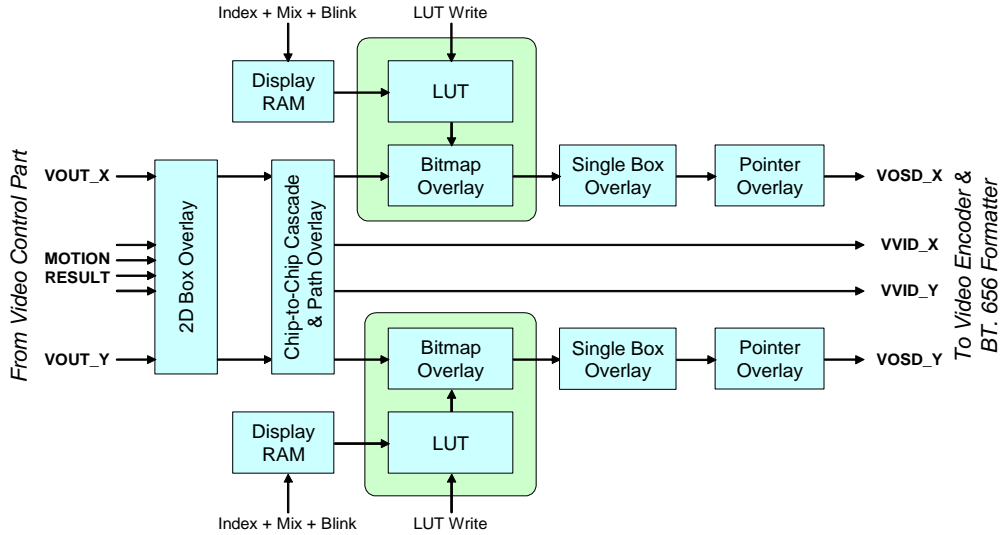 Index + Mix + Blink
LUT Write
Display
RAM
LUT
From Video Control Part
VOUT_X
MOTION
RESULT
VOUT_Y
2D Box Overlay
Chip-to-Chip Cascade
& Path Overlay
Bitmap
Overlay
Single Box
Overlay
Pointer
Overlay
VOSD_X
VVID_X
VVID_Y
Bitmap
Overlay
Single Box
Overlay
Pointer
Overlay
VOSD_Y
To Video Encoder &
BT. 656 Formatter
Display
RAM
LUT
Index + Mix + Blink
LUT Write